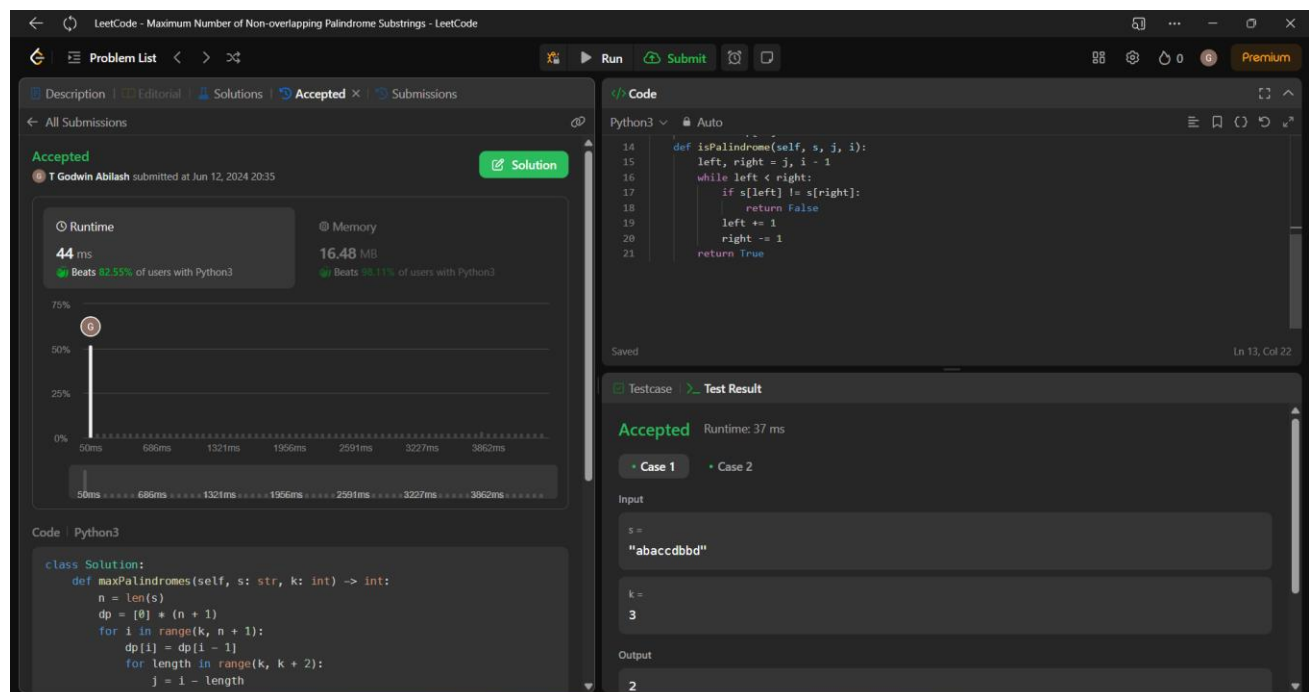 LeetCode - Maximum Number of Non-overlapping Palindrome Substrings - LeetCode
Problem List
Run
Submit
0
G
Premium
Description
Editorial
Solutions
Accepted
Submissions
All Submissions
Accepted
Solution
G T Godwin Abilash submitted at Jun 12, 2024 20:35
Runtime
44 ms
Beats 82.55% of users with Python3
Memory
16.48 MB
Beats 98.11% of users with Python3
75%
G
50%
25%
0%
50ms 686ms 1321ms 1956ms 2591ms 3227ms 3862ms
50ms 686ms 1321ms 1956ms 2591ms 3227ms 3862ms
Code | Python3
class Solution:
    def maxPalindromes(self, s: str, k: int) -> int:
        n = len(s)
        dp = [0] * (n + 1)
        for i in range(k, n + 1):
            dp[i] = dp[i - 1]
            for length in range(k, k + 2):
                j = i - length
</> Code
Python3
Auto
14     def isPalindrome(self, s, j, i):
15         left, right = j, i - 1
16         while left < right:
17             if s[left] != s[right]:
18                 return False
19             left += 1
20             right -= 1
21         return True
Saved
Ln 13, Col 22
Testcase
>_ Test Result
Accepted Runtime: 37 ms
• Case 1
• Case 2
Input
s =
"abaccdbbd"
k =
3
Output
2